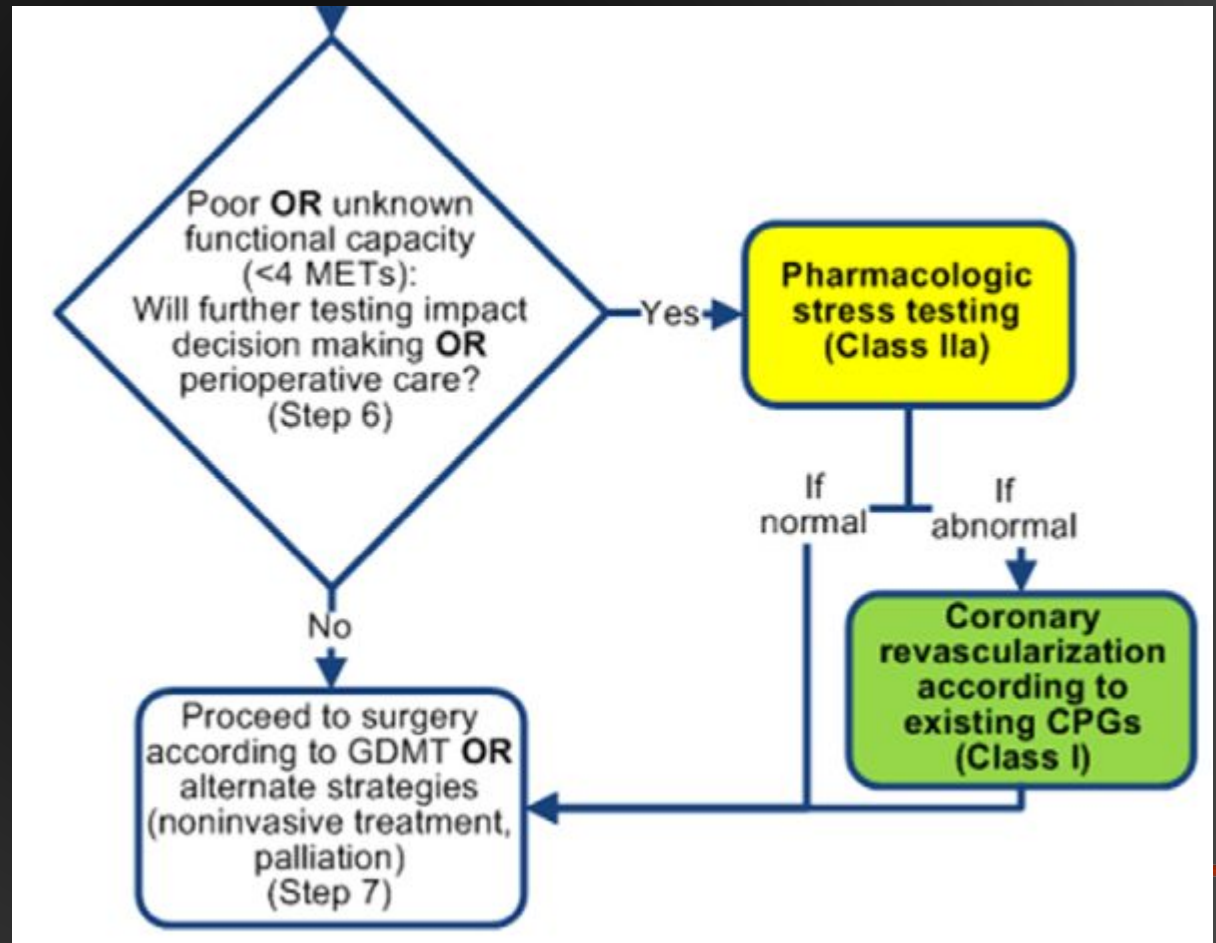 Poor OR unknown
functional capacity
(<4 METs):
Will further testing impact
decision making OR
perioperative care?
(Step 6)
Yes
Pharmacologic
stress testing
(Class IIa)
If
normal
If
abnormal
Coronary
revascularization
according to
existing CPGs
(Class I)
No
Proceed to surgery
according to GDMT OR
alternate strategies
(noninvasive treatment,
palliation)
(Step 7)